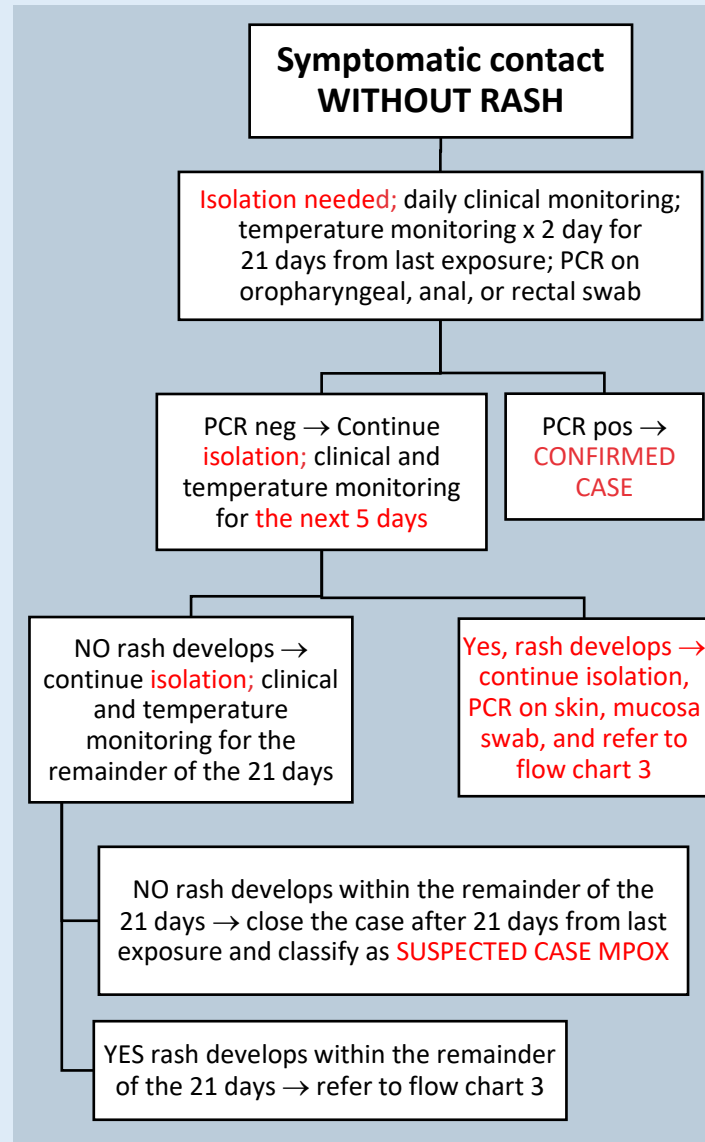 Symptomatic contact
WITHOUT RASH
Isolation needed; daily clinical monitoring;
temperature monitoring x 2 day for
21 days from last exposure; PCR on
oropharyngeal, anal, or rectal swab
PCR neg → Continue
isolation; clinical and
temperature monitoring
for the next 5 days
PCR pos →
CONFIRMED
CASE
NO rash develops →
continue isolation; clinical
and temperature
monitoring for the
remainder of the 21 days
Yes, rash develops →
continue isolation,
PCR on skin, mucosa
swab, and refer to
flow chart 3
NO rash develops within the remainder of the
21 days → close the case after 21 days from last
exposure and classify as SUSPECTED CASE MPOX
YES rash develops within the remainder
of the 21 days → refer to flow chart 3